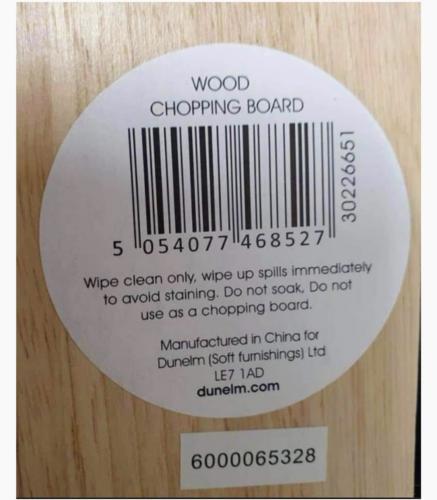 WOOD
CHOPPING BOARD
30226651
5 054077 468527
Wipe clean only, wipe up spills immediately
to avoid staining. Do not soak, Do not
use as a chopping board.
Manufactured in China for
Dunelm (Soft furnishings) Ltd
LE7 1AD
dunelm.com
6000065328